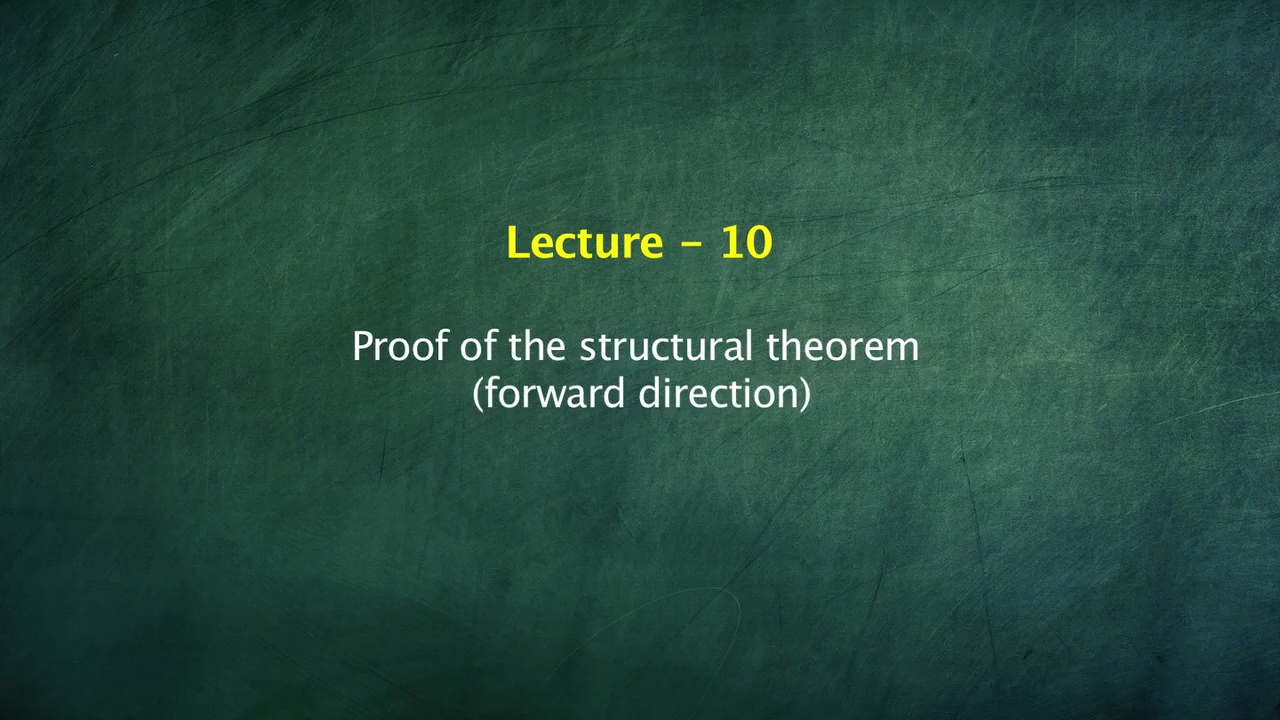 Lecture – 10
Proof of the structural theorem
(forward direction)